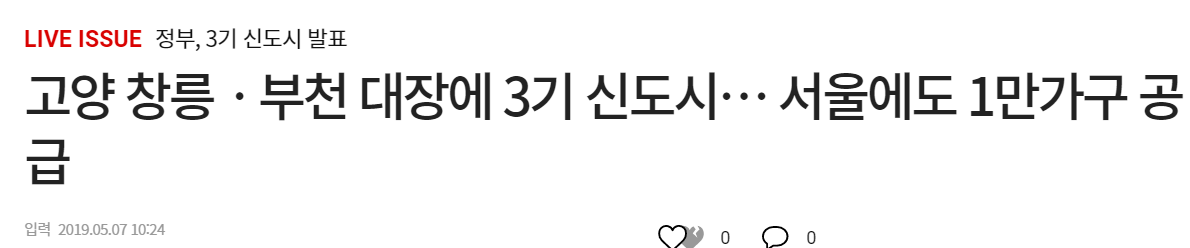 LIVE ISSUE 정부, 3기 신도시 발표
고양 창릉ㆍ부천 대장에 3기 신도시… 서울에도 1만가구 공
급
입력 2019.05.07 10:24
0 0